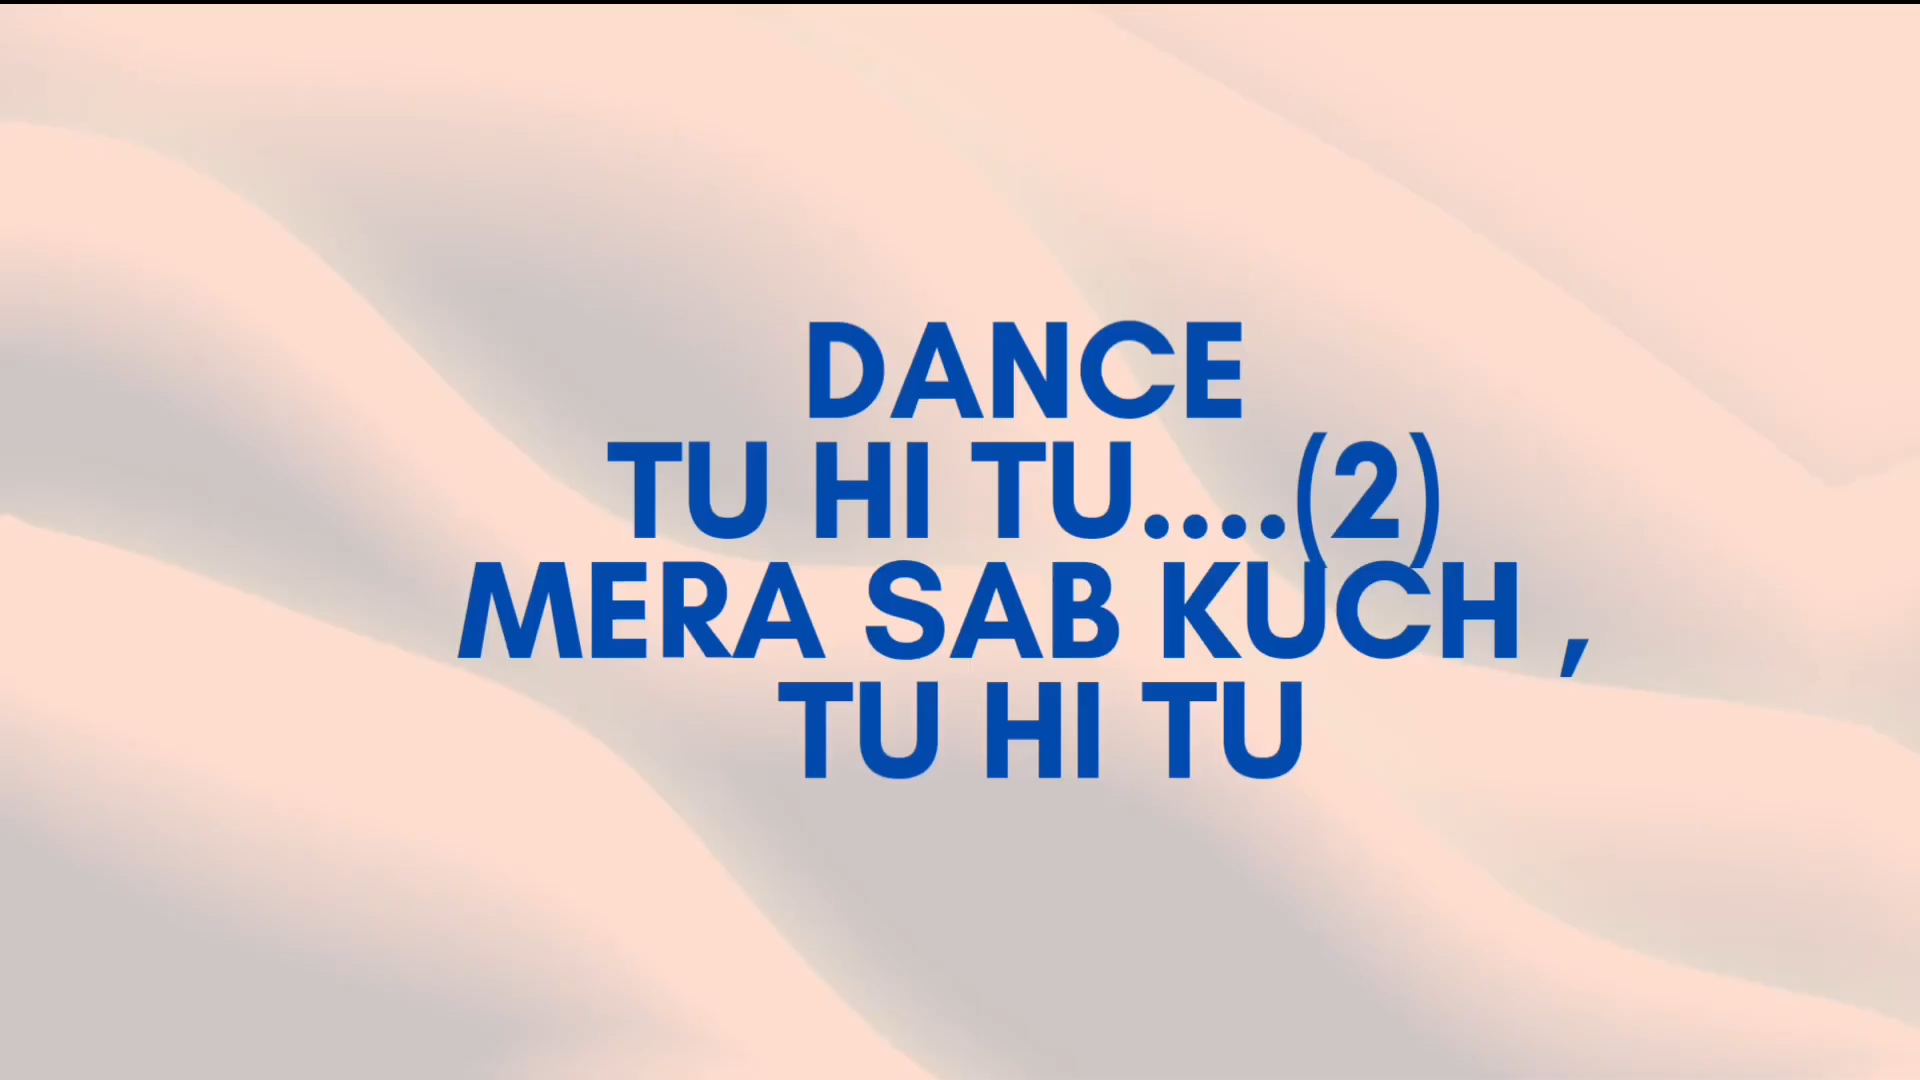 DANCE
TU HI TU....(2)
MERA SAB KUCH ,
TU HI TU